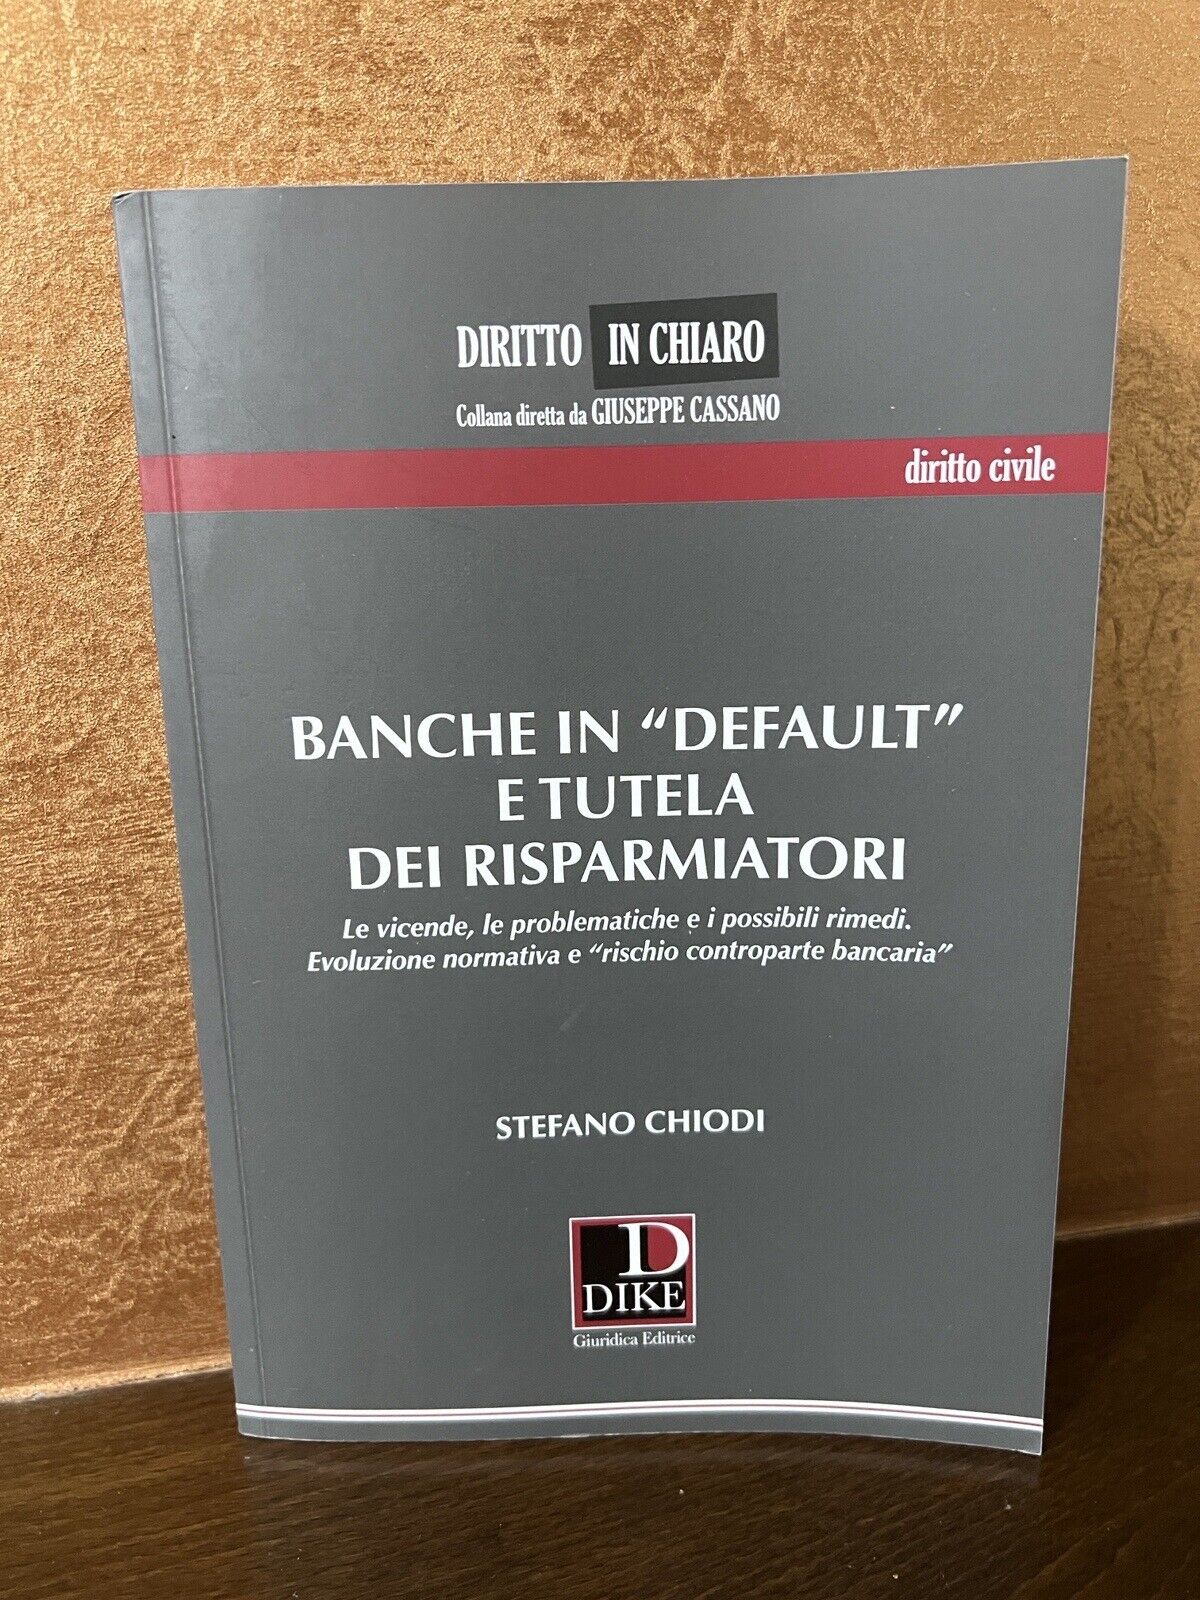 DIRITTO IN CHIARO
Collana diretta da GIUSEPPE CASSANO
diritto civile
BANCHE IN “DEFAULT”
E TUTELA
DEI RISPARMIATORI
Le vicende, le problematiche e i possibili rimedi.
Evoluzione normativa e “rischio controparte bancaria”
STEFANO CHIODI
D
DIKE
Giuridica Editrice